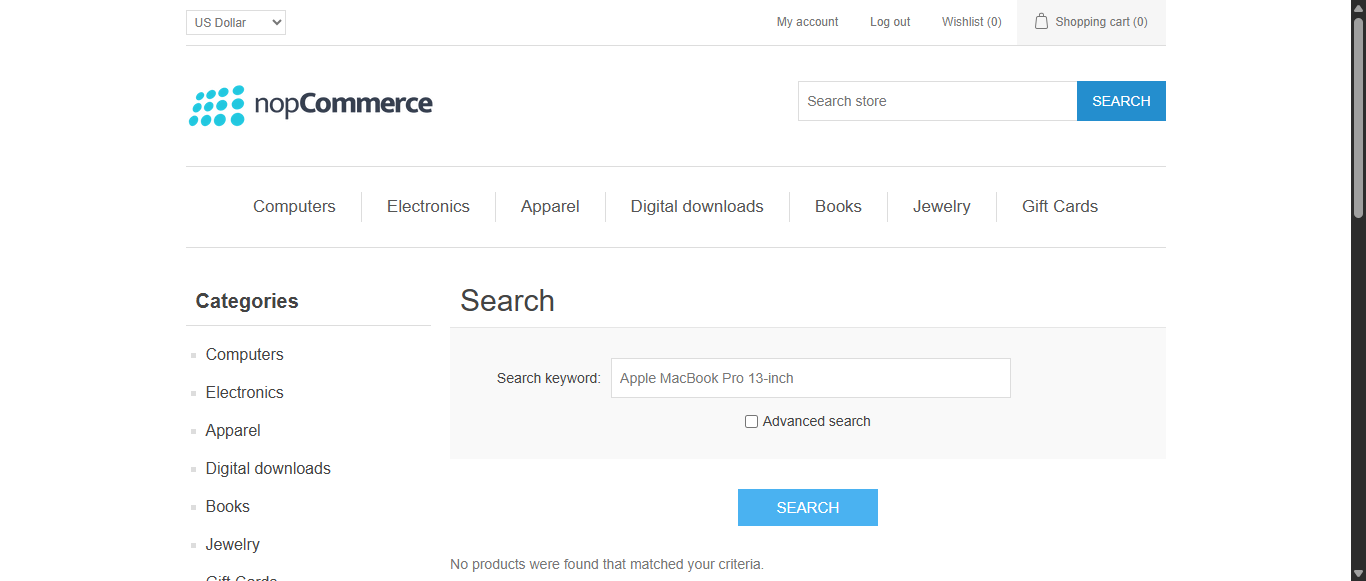 US Dollar
My account
Log out
Wishlist (0)
Shopping cart (0)
nopCommerce
Search store
SEARCH
Computers
Electronics
Apparel
Digital downloads
Books
Jewelry
Gift Cards
Categories
Computers
Electronics
Apparel
Digital downloads
Books
Jewelry
Gift Cards
Search
Search keyword: Apple MacBook Pro 13-inch
Advanced search
SEARCH
No products were found that matched your criteria.